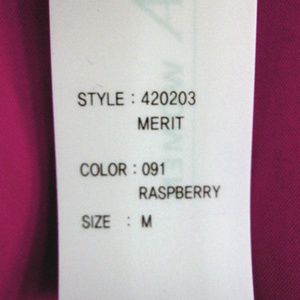 STYLE : 420203
MERIT
COLOR : 091
RASPBERRY
SIZE : M